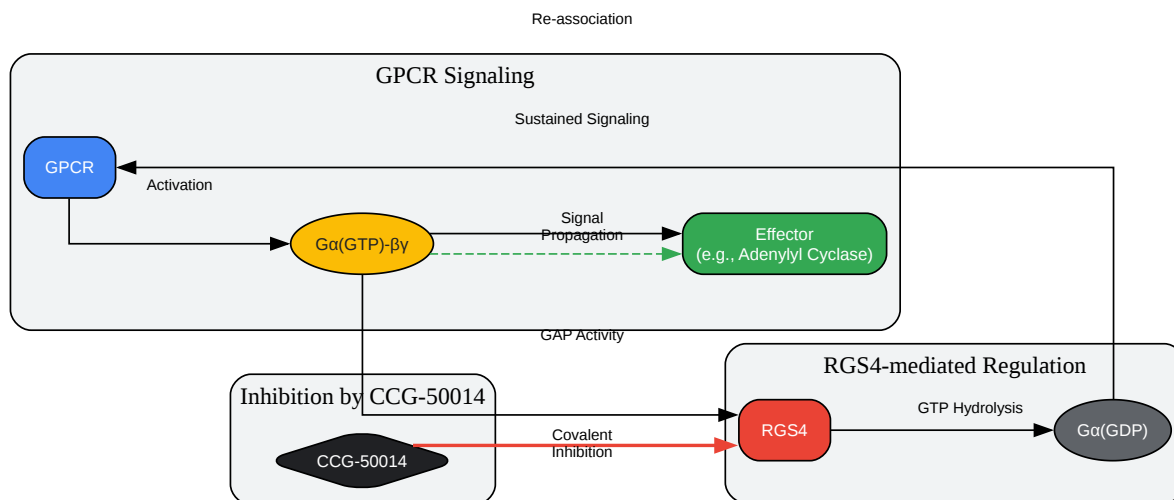 Re-association
GPCR Signaling
Sustained Signaling
GPCR
Activation
Signal
Propagation
Gα(GTP)-βγ
Effector
(e.g., Adenylyl Cyclase)
GAP Activity
RGS4-mediated Regulation
Inhibition by CCG-50014
GTP Hydrolysis
RGS4
Gα(GDP)
Covalent
Inhibition
CCG-50014